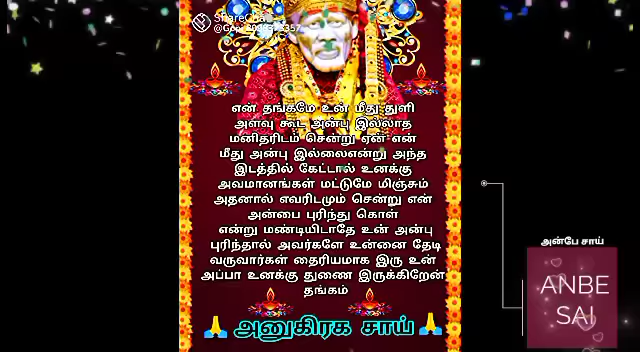 ShareChat
என் தங்கமே உன் மீது துளி
அளவு கூட அன்பு இல்லாத
மனிதரிடம் சென்று ஏன் என்
மீது அன்பு இல்லைஎன்று அந்த
இடத்தில் கேட்டால் உனக்கு
அவமானங்கள் மட்டுமே மிஞ்சும்
அதனால் எவரிடமும் சென்று என்
அன்பை புரிந்து கொள்
என்று மண்டியிடாதே உன் அன்பு
புரிந்தால் அவர்களே உன்னை தேடி
வருவார்கள் தைரியமாக இரு உன்
அப்பா உனக்கு துணை இருக்கிறேன்
தங்கம்
🙏 அனுகிரக சாய் 🙏
அன்பே சாய்
ANBE
SAI